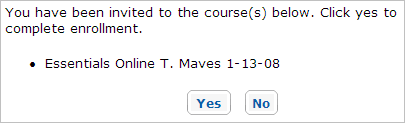 You have been invited to the course(s) below. Click yes to
complete enrollment.
• Essentials Online T. Maves 1-13-08
Yes No